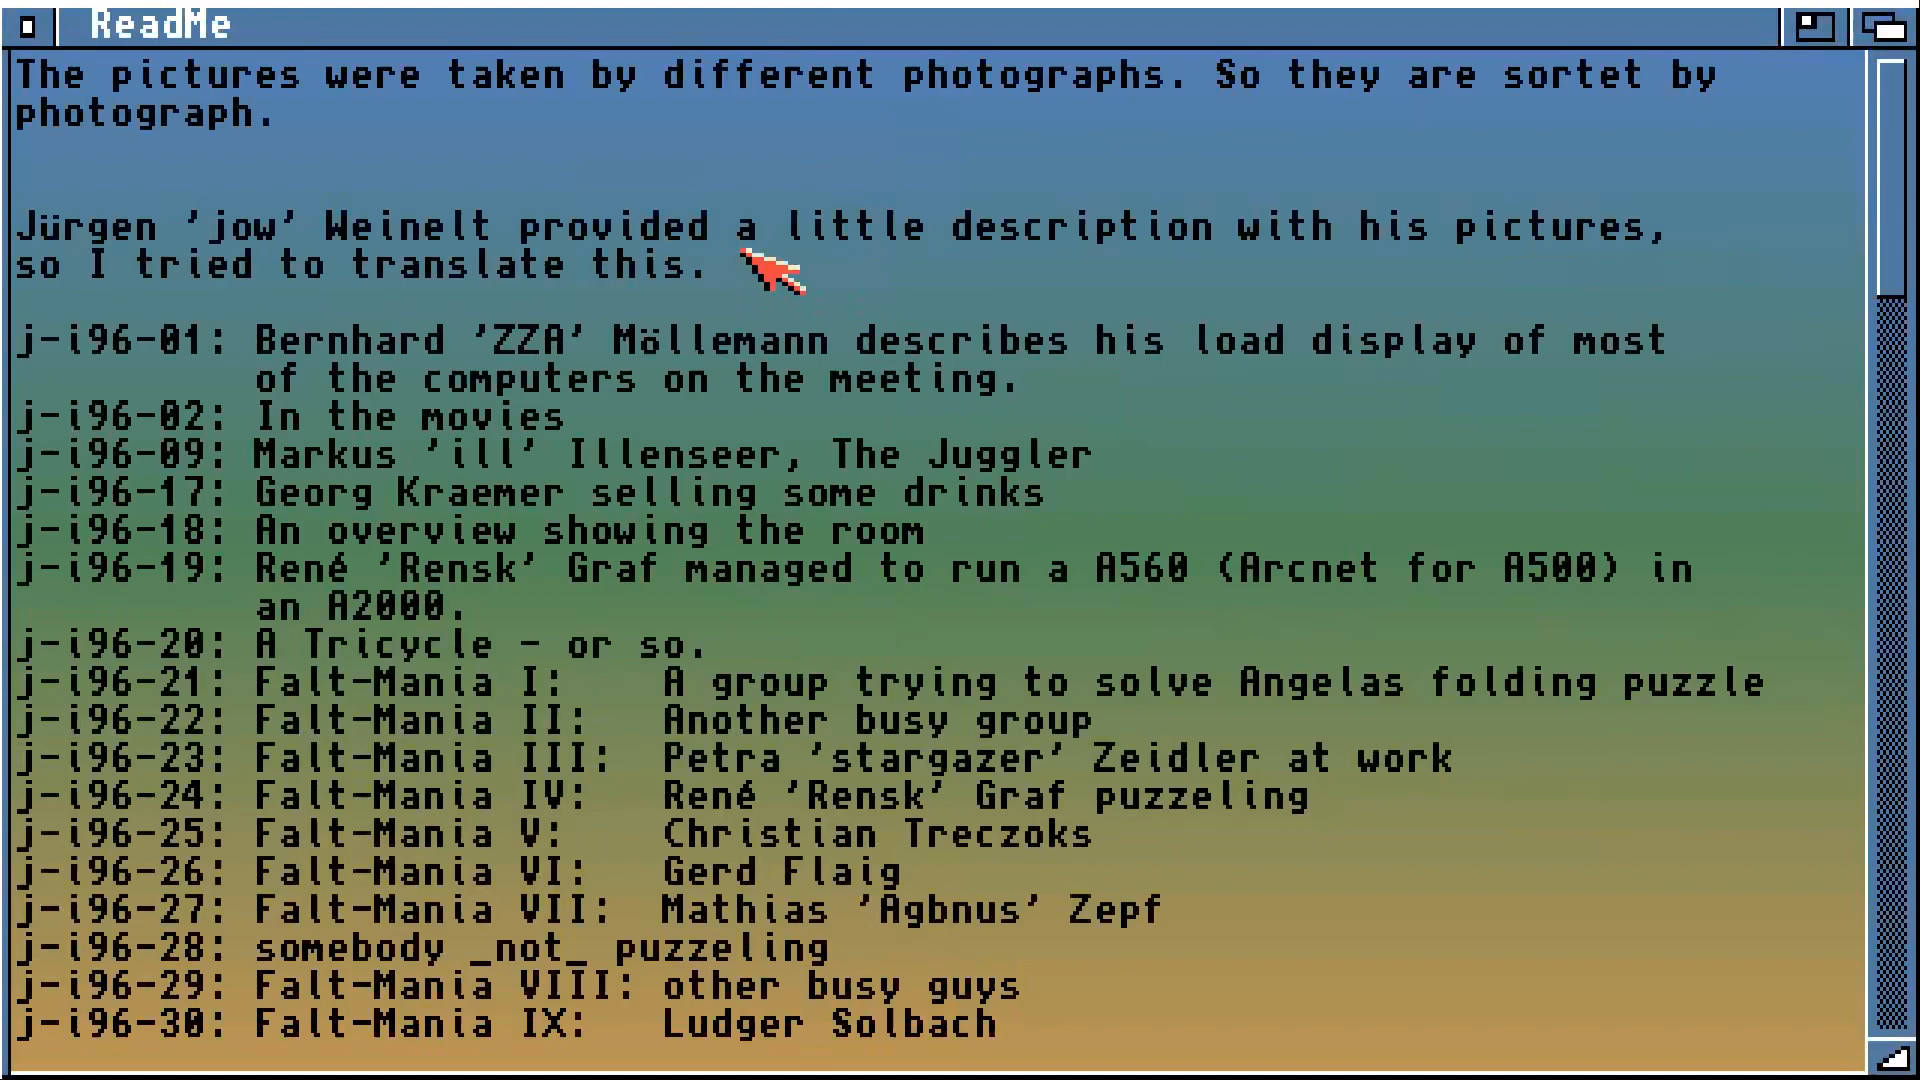 ReadMe
The pictures were taken by different photographs. So they are sortet by
photograph.
Jürgen 'jow' Weinelt provided a little description with his pictures,
so I tried to translate this.
j-i96-01: Bernhard 'ZZA' Möllemann describes his load display of most
of the computers on the meeting.
j-i96-02: In the movies
j-i96-09: Markus 'ill' Illenseer, The Juggler
j-i96-17: Georg Kraemer selling some drinks
j-i96-18: An overview showing the room
j-i96-19: René 'Rensk' Graf managed to run a A560 (Arcnet for A500) in
an A2000.
j-i96-20: A Tricycle - or so.
j-i96-21: Falt-Mania I: A group trying to solve Angelas folding puzzle
j-i96-22: Falt-Mania II: Another busy group
j-i96-23: Falt-Mania III: Petra 'stargazer' Zeidler at work
j-i96-24: Falt-Mania IV: René 'Rensk' Graf puzzeling
j-i96-25: Falt-Mania V: Christian Treczoks
j-i96-26: Falt-Mania VI: Gerd Flaig
j-i96-27: Falt-Mania VII: Mathias 'Agbnus' Zepf
j-i96-28: somebody _not_ puzzeling
j-i96-29: Falt-Mania VIII: other busy guys
j-i96-30: Falt-Mania IX: Ludger Solbach